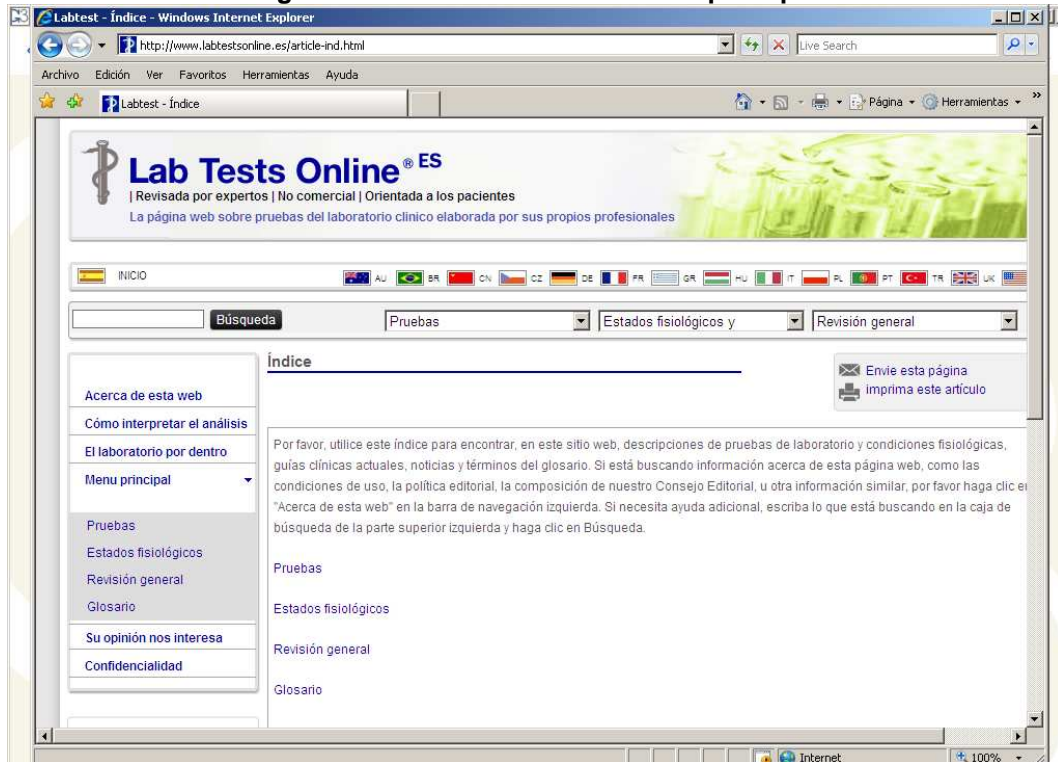 Labtest - Índice - Windows Internet Explorer
http://www.labtestsonline.es/article-ind.html
Live Search
Archivo Edición Ver Favoritos Herramientas Ayuda
Labtest - Índice
Página Herramientas
Lab Tests Online® ES
| Revisada por expertos | No comercial | Orientada a los pacientes
La página web sobre pruebas del laboratorio clinico elaborada por sus propios profesionales
INICIO AU BR CN CZ DE FR GR HU IT PL PT TR UK
Búsqueda Pruebas Estados fisiológicos y Revisión general
Índice
Envie esta página
imprima este artículo
Acerca de esta web
Cómo interpretar el análisis
El laboratorio por dentro
Menu principal
Pruebas
Estados fisiológicos
Revisión general
Glosario
Su opinión nos interesa
Confidencialidad
Por favor, utilice este índice para encontrar, en este sitio web, descripciones de pruebas de laboratorio y condiciones fisiológicas,
guías clínicas actuales, noticias y términos del glosario. Si está buscando información acerca de esta página web, como las
condiciones de uso, la política editorial, la composición de nuestro Consejo Editorial, u otra información similar, por favor haga clic
"Acerca de esta web" en la barra de navegación izquierda. Si necesita ayuda adicional, escriba lo que está buscando en la caja de
búsqueda de la parte superior izquierda y haga clic en Búsqueda.
Pruebas
Estados fisiológicos
Revisión general
Glosario
Internet 100%